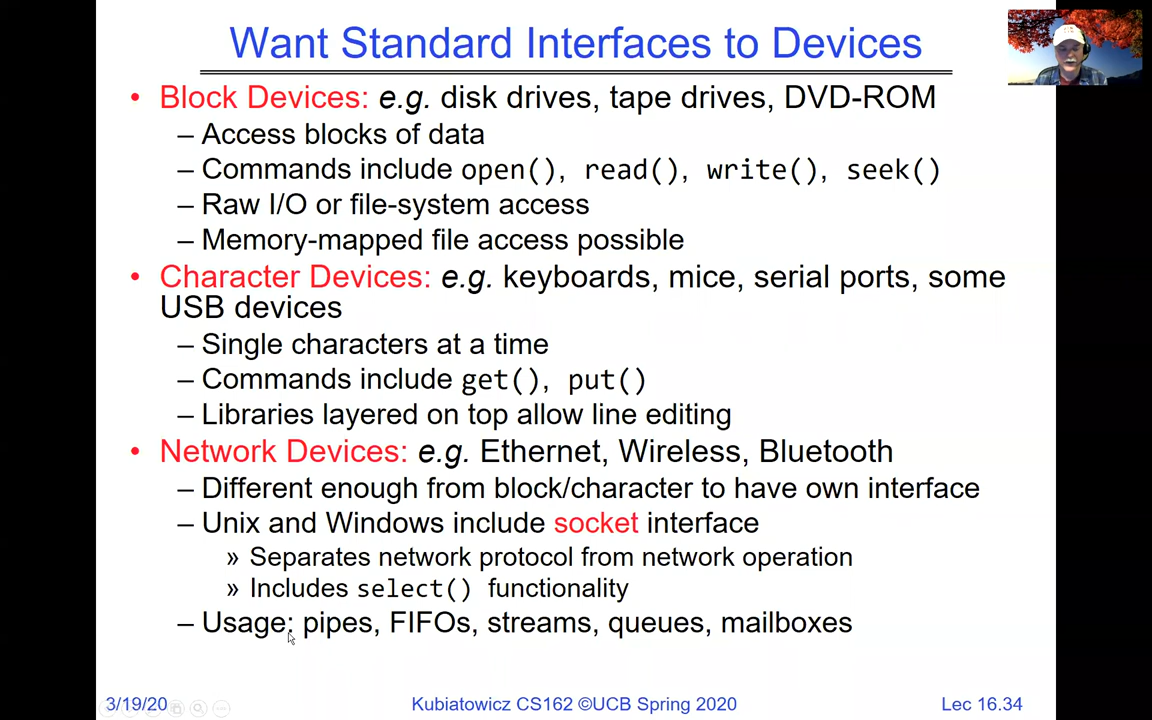 Want Standard Interfaces to Devices
• Block Devices: e.g. disk drives, tape drives, DVD-ROM
– Access blocks of data
– Commands include open(), read(), write(), seek()
– Raw I/O or file-system access
– Memory-mapped file access possible
• Character Devices: e.g. keyboards, mice, serial ports, some
USB devices
– Single characters at a time
– Commands include get(), put()
– Libraries layered on top allow line editing
• Network Devices: e.g. Ethernet, Wireless, Bluetooth
– Different enough from block/character to have own interface
– Unix and Windows include socket interface
» Separates network protocol from network operation
» Includes select() functionality
– Usage: pipes, FIFOs, streams, queues, mailboxes
3/19/20
Kubiatowicz CS162 ©UCB Spring 2020
Lec 16.34